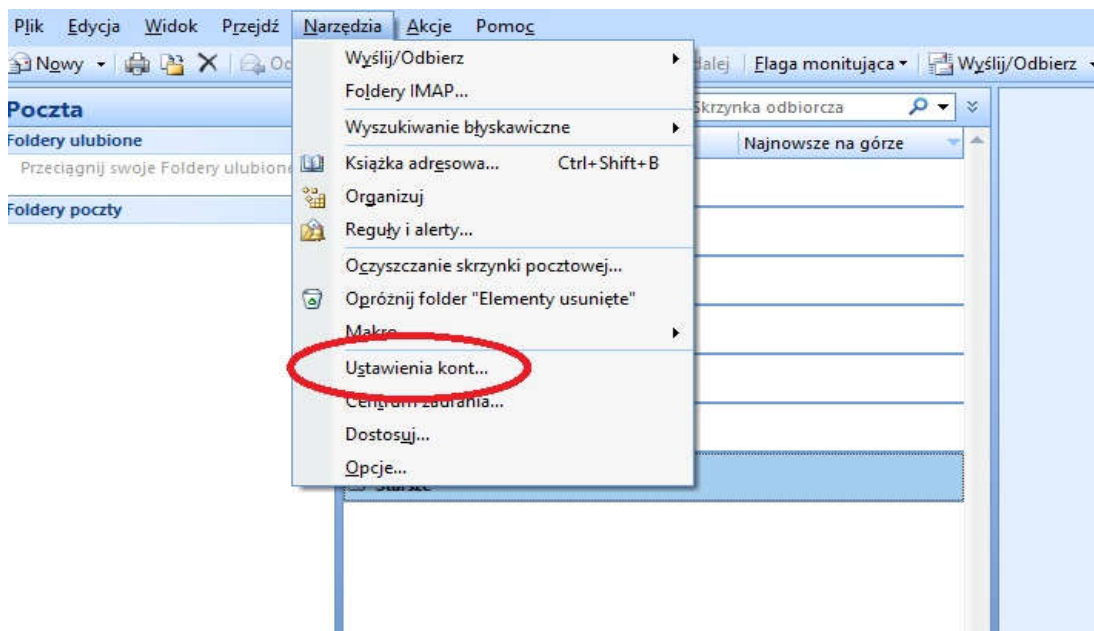 Plik Edycja Widok Przejdź Narzędzia Akcje Pomoc
Nowy
dalej Flaga monitująca Wyślij/Odbierz
Poczta
Skrzynka odbiorcza
Foldery ulubione
Najnowsze na górze
Przeciągnij swoje Foldery ulubione
Foldery poczty
Wyślij/Odbierz
Foldery IMAP...
Wyszukiwanie błyskawiczne
Książka adresowa... Ctrl+Shift+B
Organizuj
Reguły i alerty...
Oczyszczanie skrzynki pocztowej...
Opróżnij folder "Elementy usunięte"
Makro
Ustawienia kont...
Centrum zaufania...
Dostosuj...
Opcje...
Starsze